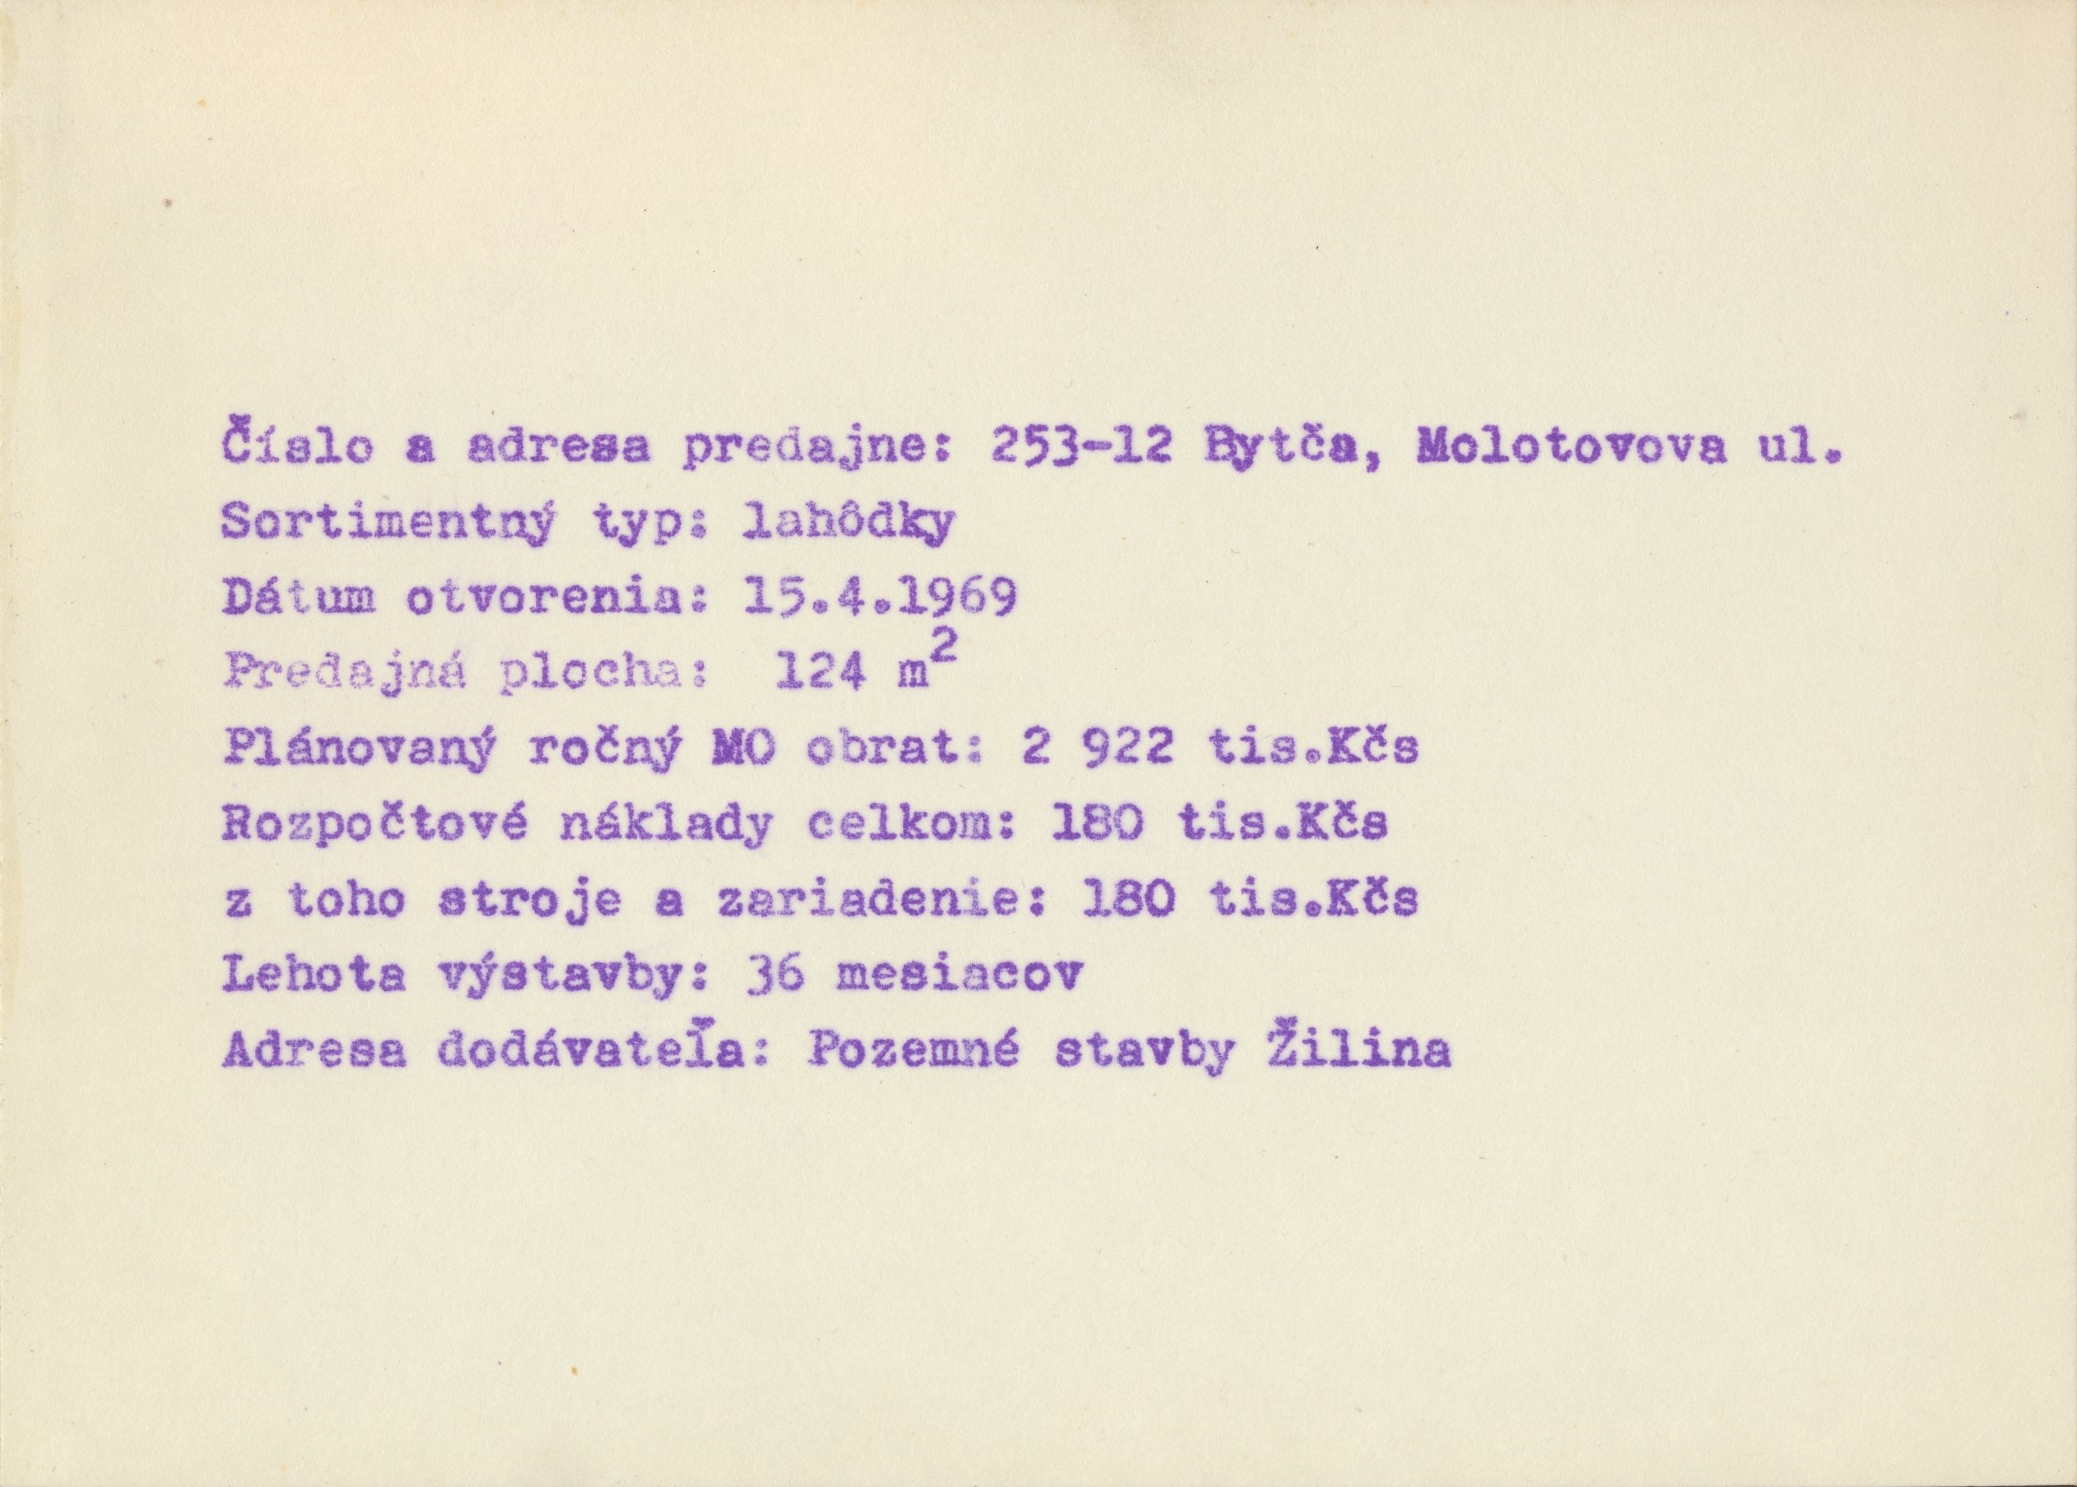 Číslo a adresa predajne: 253-12 Bytča, Molotovova ul.
Sortimentný typ: lahôdky
Dátum otvorenia: 15.4.1969
Predajná plocha: 124 m²
Plánovaný ročný MO obrat: 2 922 tis.Kčs
Rozpočtové náklady celkom: 180 tis.Kčs
z toho stroje a zariadenie: 180 tis.Kčs
Lehota výstavby: 36 mesiacov
Adresa dodávateľa: Pozemné stavby Žilina